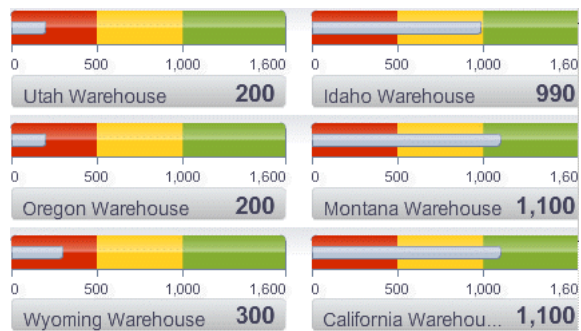 0 500 1,000 1,600
Utah Warehouse 200
0 500 1,000 1,60
Idaho Warehouse 990
0 500 1,000 1,600
Oregon Warehouse 200
0 500 1,000 1,60
Montana Warehouse 1,100
0 500 1,000 1,600
Wyoming Warehouse 300
0 500 1,000 1,60
California Warehou... 1,100